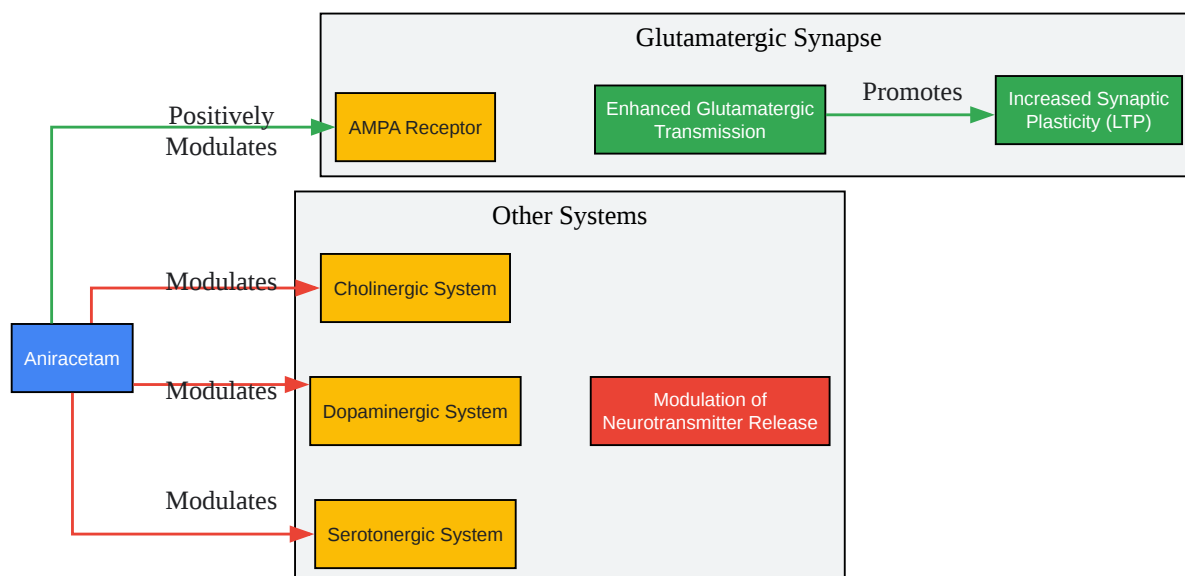 Glutamatergic Synapse
Positively
Modulates
AMPA Receptor
Enhanced Glutamatergic
Transmission
Promotes
Increased Synaptic
Plasticity (LTP)
Other Systems
Modulates
Cholinergic System
Aniracetam
Modulates
Dopaminergic System
Modulation of
Neurotransmitter Release
Modulates
Serotonergic System